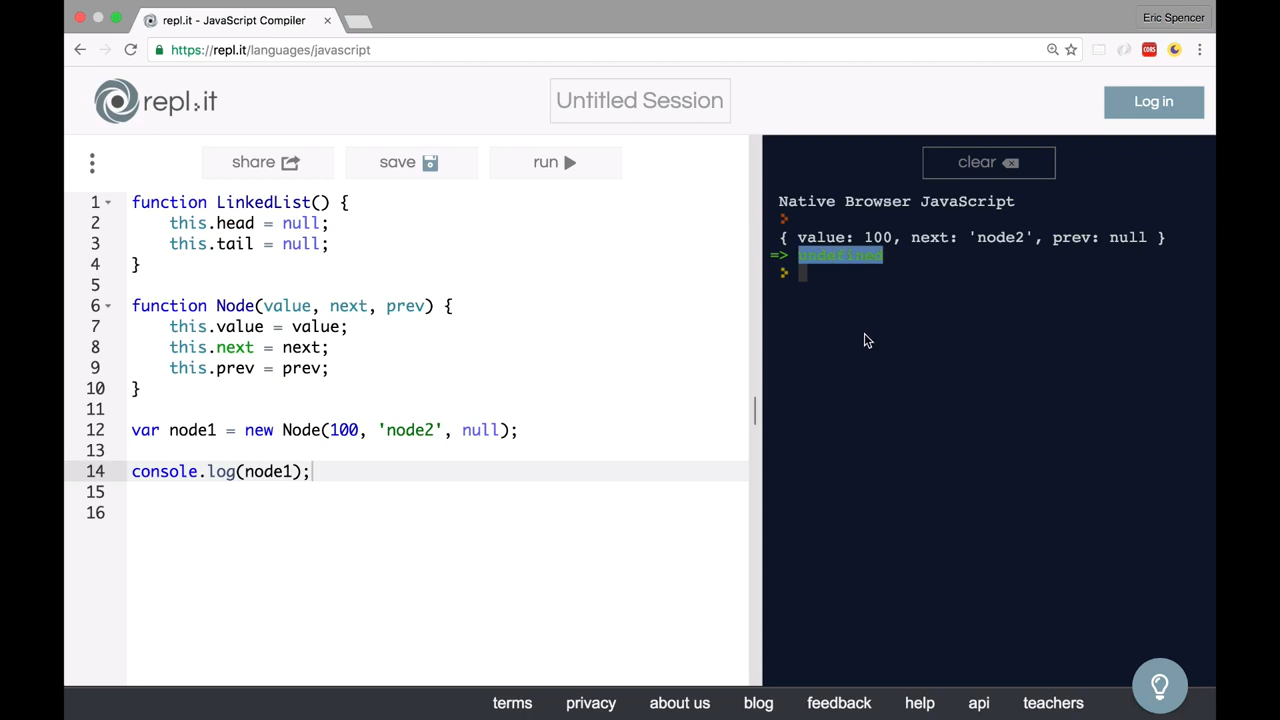 repl.it - JavaScript Compiler
Eric Spencer
https://repl.it/languages/javascript
CORS
repl.it
Untitled Session
Log in
share
save
run
clear
1 function LinkedList() {
2     this.head = null;
3     this.tail = null;
4 }
5
6 function Node(value, next, prev) {
7     this.value = value;
8     this.next = next;
9     this.prev = prev;
10 }
11
12 var node1 = new Node(100, 'node2', null);
13
14 console.log(node1);
15
16
Native Browser JavaScript
{ value: 100, next: 'node2', prev: null }
=> undefined
terms privacy about us blog feedback help api teachers